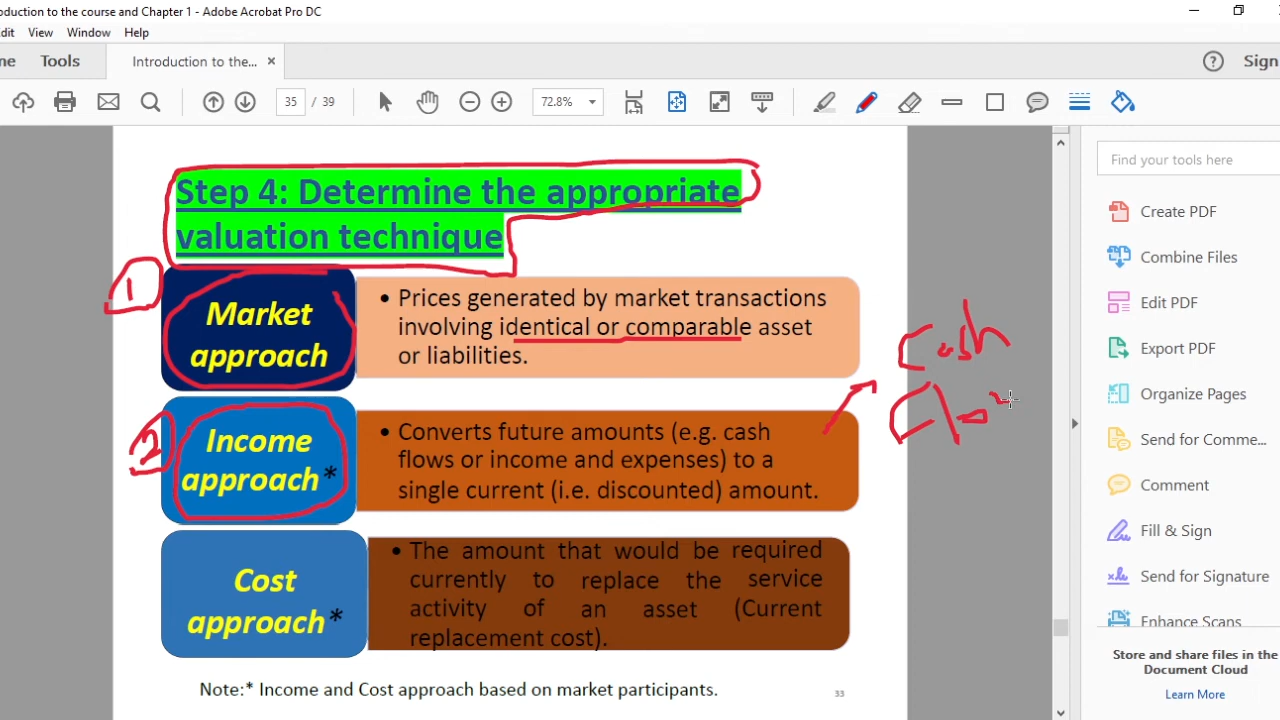 oduction to the course and Chapter 1 - Adobe Acrobat Pro DC
dit View Window Help
me Tools Introduction to the... × Sign
35 / 39 72.8%
Step 4: Determine the appropriate
valuation technique
1
Market
approach
• Prices generated by market transactions
involving identical or comparable asset
or liabilities.
Cash
2
Income
approach*
• Converts future amounts (e.g. cash
flows or income and expenses) to a
single current (i.e. discounted) amount.
Cost
approach*
• The amount that would be required
currently to replace the service
activity of an asset (Current
replacement cost).
Note:* Income and Cost approach based on market participants.
33
Find your tools here
Create PDF
Combine Files
Edit PDF
Export PDF
Organize Pages
Send for Comme...
Comment
Fill & Sign
Send for Signature
Enhance Scans
Store and share files in the
Document Cloud
Learn More